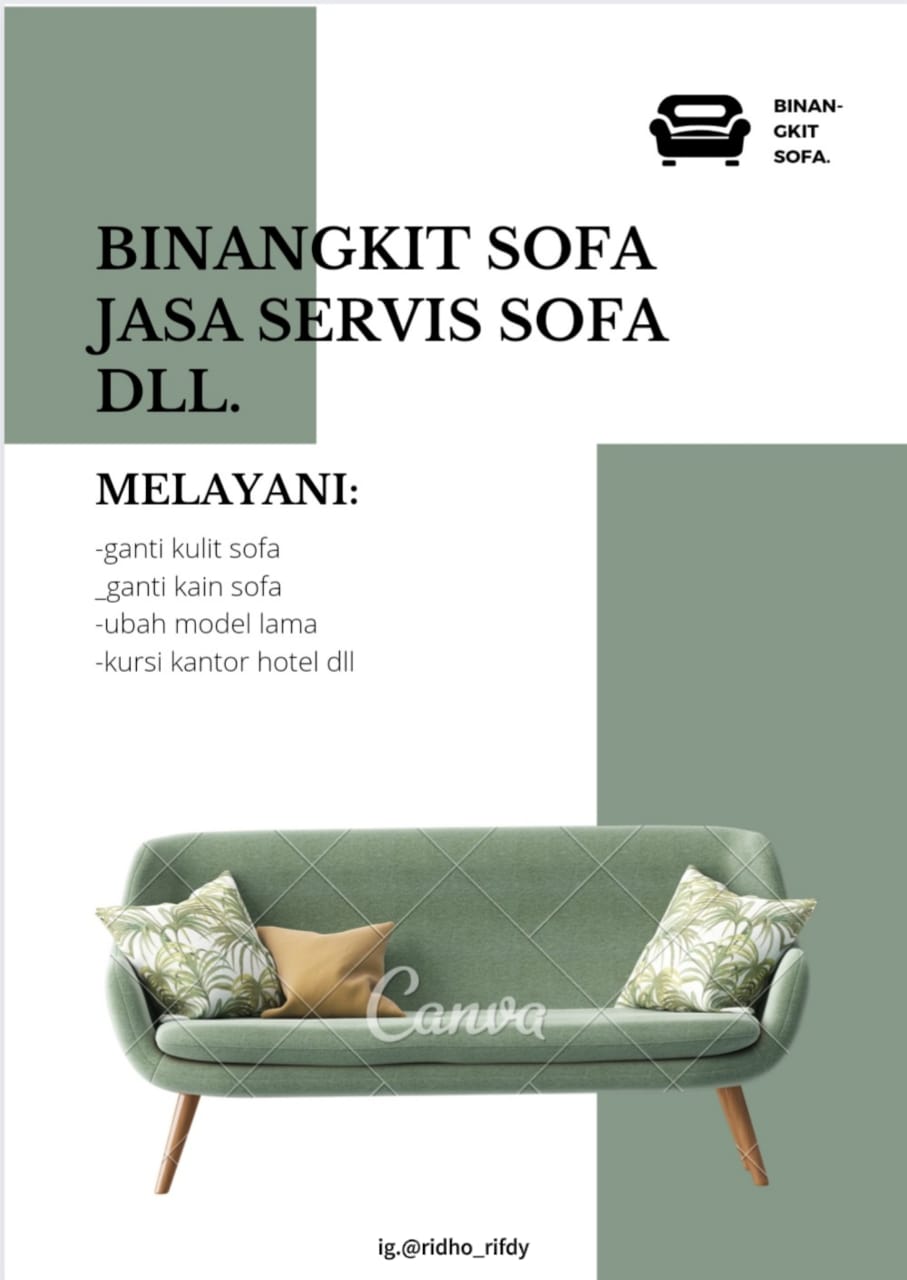 BINAN-
GKIT
SOFA.
BINANGKIT SOFA
JASA SERVIS SOFA
DLL.
MELAYANI:
-ganti kulit sofa
_ganti kain sofa
-ubah model lama
-kursi kantor hotel dll
Canva
ig.@ridho_rifdy